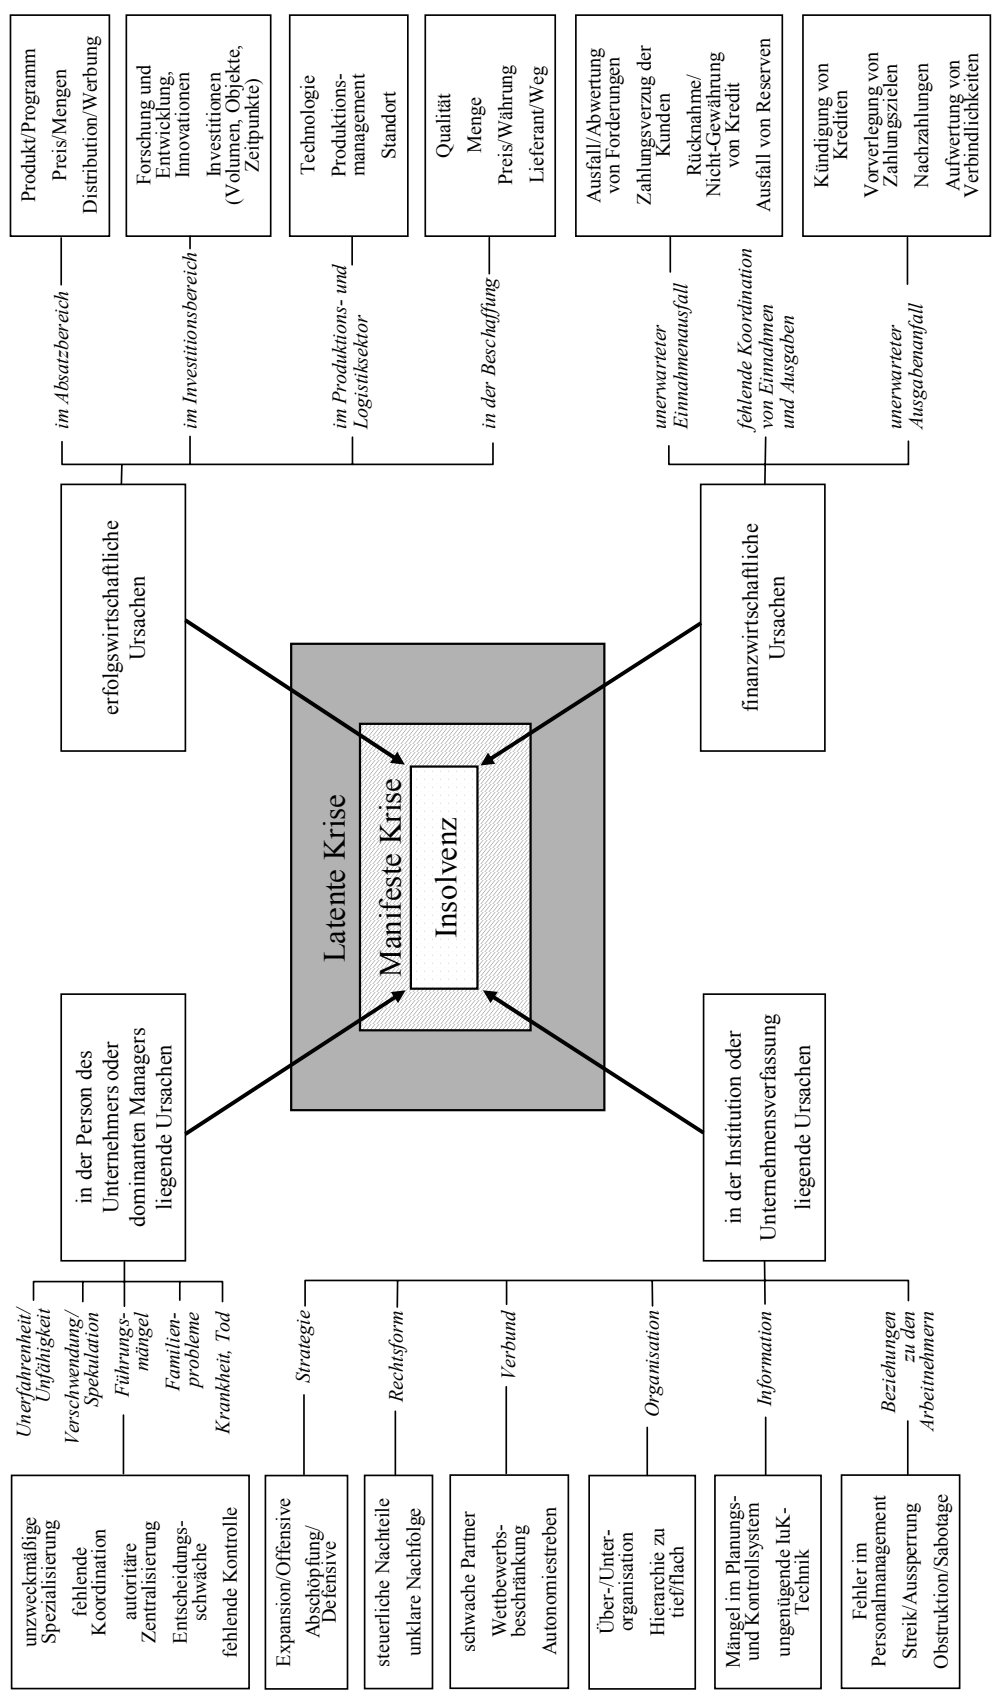 unzweckmäßige
Spezialisierung
fehlende
Koordination
autoritäre
Zentralisierung
Entscheidungs-
schwäche
fehlende Kontrolle
Unerfahrenheit/
Unfähigkeit
Verschwendung/
Spekulation
Führungs-
mängel
Familien-
probleme
Krankheit, Tod
in der Person des
Unternehmers oder
dominanten Managers
liegende Ursachen
erfolgswirtschaftliche
Ursachen
im Absatzbereich
Produkt/Programm
Preis/Mengen
Distribution/Werbung
im Investitionsbereich
Forschung und
Entwicklung,
Innovationen
Investitionen
(Volumen, Objekte,
Zeitpunkte)
im Produktions- und
Logistiksektor
Technologie
Produktions-
management
Standort
in der Beschaffung
Qualität
Menge
Preis/Währung
Lieferant/Weg
Latente Krise
Manifeste Krise
Insolvenz
Expansion/Offensive
Abschöpfung/
Defensive
Strategie
steuerliche Nachteile
unklare Nachfolge
Rechtsform
schwache Partner
Wettbewerbs-
beschränkung
Autonomiestreben
Verbund
Über-/Unter-
organisation
Hierarchie zu
tief/flach
Organisation
Mängel im Planungs-
und Kontrollsystem
ungenügende IuK-
Technik
Information
Fehler im
Personalmanagement
Streik/Aussperrung
Obstruktion/Sabotage
Beziehungen
zu den
Arbeitnehmern
in der Institution oder
Unternehmensverfassung
liegende Ursachen
finanzwirtschaftliche
Ursachen
unerwarteter
Einnahmenausfall
fehlende Koordination
von Einnahmen
und Ausgaben
unerwarteter
Ausgabenanfall
Ausfall/Abwertung
von Forderungen
Zahlungsverzug der
Kunden
Rücknahme/
Nicht-Gewährung
von Kredit
Ausfall von Reserven
Kündigung von
Krediten
Vorverlegung von
Zahlungszielen
Nachzahlungen
Aufwertung von
Verbindlichkeiten